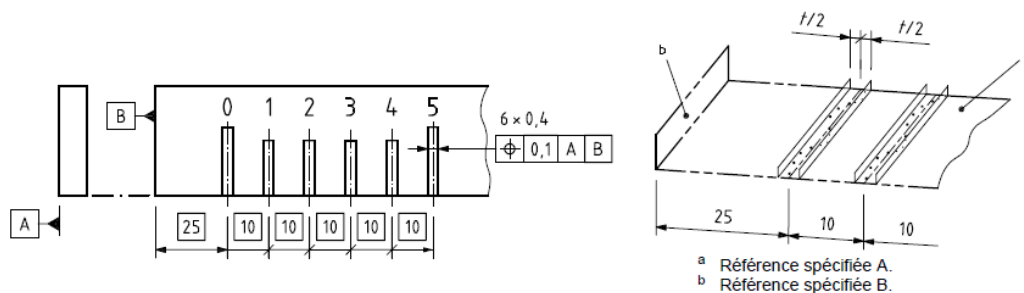 t/2 t/2
b
B
0 1 2 3 4 5
6 × 0,4
0,1 A B
A
25 10 10 10 10 10
25 10 10
a Référence spécifiée A.
b Référence spécifiée B.